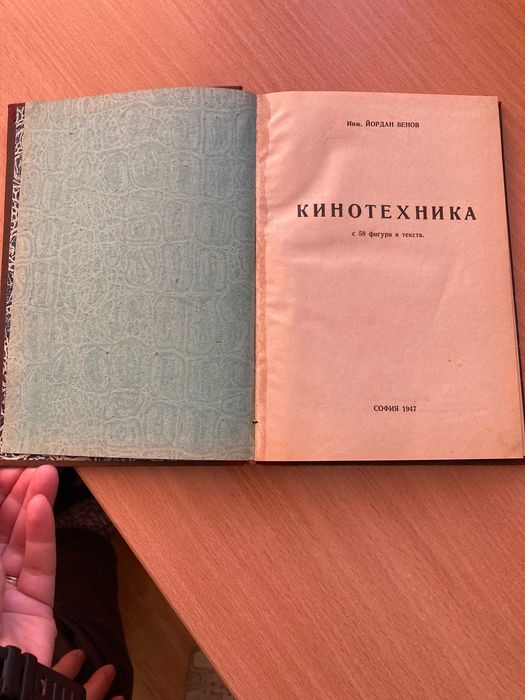 Инж. ЙОРДАН ВЕНОВ
КИНОТЕХНИКА
с 58 фигури в текста.
СОФИЯ 1947